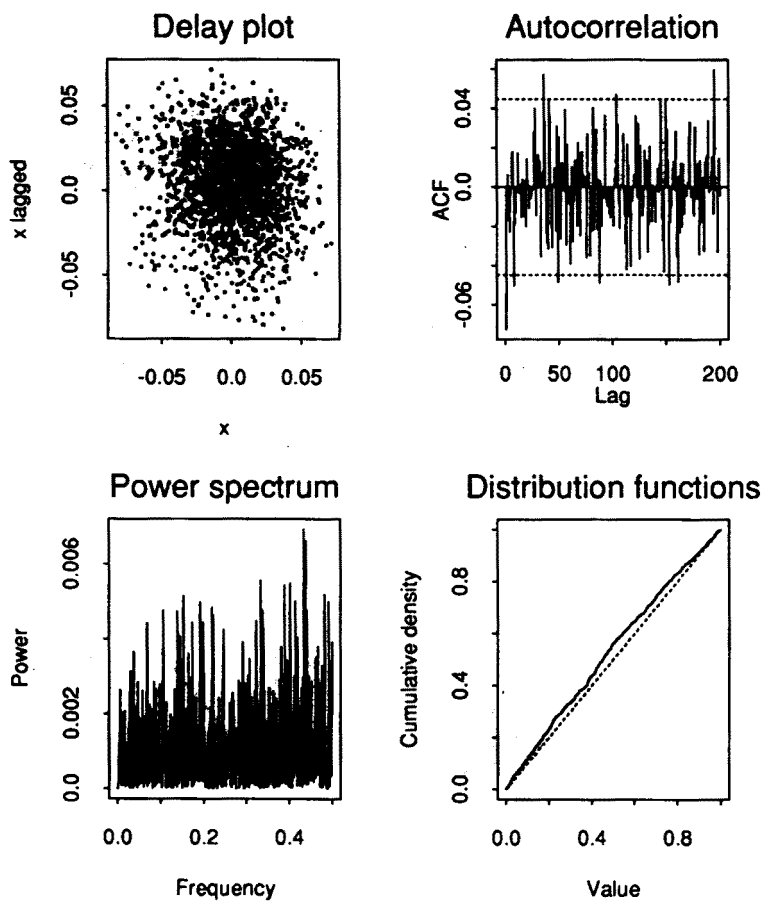 Delay plot
x lagged
0.05
0.0
-0.05
-0.05 0.0 0.05
x
Autocorrelation
ACF
0.04
0.0
-0.06
0 50 100 200
Lag
Power spectrum
Power
0.006
0.002
0.0
0.0 0.2 0.4
Frequency
Distribution functions
Cumulative density
0.8
0.4
0.0
0.0 0.4 0.8
Value